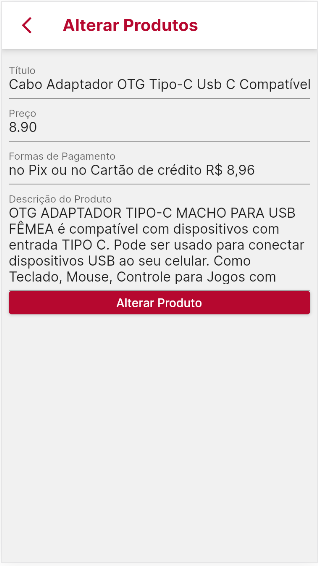 Alterar Produtos
Título
Cabo Adaptador OTG Tipo-C Usb C Compatível
Preço
8.90
Formas de Pagamento
no Pix ou no Cartão de crédito R$ 8,96
Descrição do Produto
OTG ADAPTADOR TIPO-C MACHO PARA USB
FÊMEA é compatível com dispositivos com
entrada TIPO C. Pode ser usado para conectar
dispositivos USB ao seu celular. Como
Teclado, Mouse, Controle para Jogos com
Alterar Produto